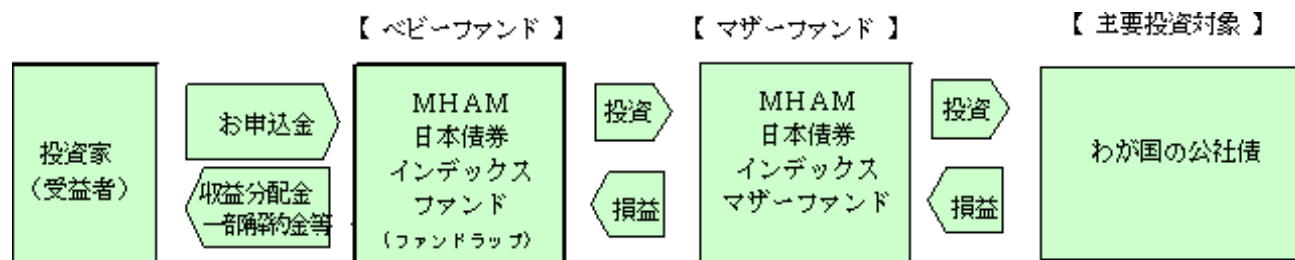 【 ベビーファンド 】
【 マザーファンド 】
【 主要投資対象 】
投資家
（受益者）
お申込金
収益分配金
一部解約金等
ＭＨＡＭ
日本債券
インデックス
ファンド
(ファンドラップ)
投資
損益
ＭＨＡＭ
日本債券
インデックス
マザーファンド
投資
損益
わが国の公社債